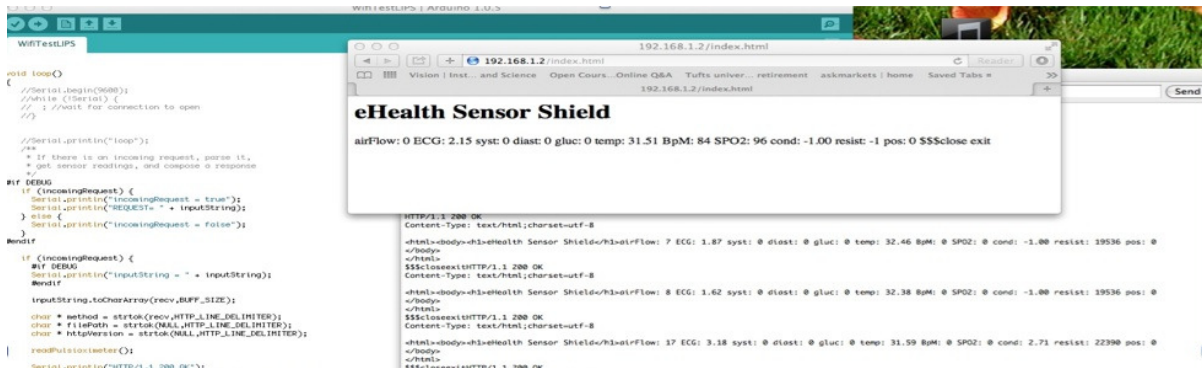 WifiTestLIPS | Arduino 1.0.5
WifiTestLIPS
void loop()
{
//Serial.begin(9600);
//while (!Serial) {
// ; //wait for connection to open
//}
//Serial.println("loop");
/**
* If there is an incoming request, parse it,
* get sensor readings, and compose a response
*/
#if DEBUG
if (incomingRequest) {
Serial.println("incomingRequest = true");
Serial.println("REQUEST= " + inputString);
} else {
Serial.println("incomingRequest = false");
}
#endif
if (incomingRequest) {
#if DEBUG
Serial.println("inputString = " + inputString);
#endif
inputString.toCharArray(recv,BUFF_SIZE);
char * method = strtok(recv,HTTP_LINE_DELIMITER);
char * filePath = strtok(NULL,HTTP_LINE_DELIMITER);
char * httpVersion = strtok(NULL,HTTP_LINE_DELIMITER);
readPulsioximeter();
Serial.println("HTTP/1.1 200 OK");
192.168.1.2/index.html
192.168.1.2/index.html
Reader
Vision | Inst... and Science Open Cours...Online Q&A Tufts univer... retirement askmarkets | home Saved Tabs
192.168.1.2/index.html
eHealth Sensor Shield
airFlow: 0 ECG: 2.15 syst: 0 diast: 0 gluc: 0 temp: 31.51 BpM: 84 SPO2: 96 cond: -1.00 resist: -1 pos: 0 $$$close exit
Send
HTTP/1.1 200 OK
Content-Type: text/html;charset=utf-8
<html><body><h1>eHealth Sensor Shield</h1>airFlow: 7 ECG: 1.87 syst: 0 diast: 0 gluc: 0 temp: 32.46 BpM: 0 SPO2: 0 cond: -1.00 resist: 19536 pos: 0
</body>
</html>
$$$closeexitHTTP/1.1 200 OK
Content-Type: text/html;charset=utf-8
<html><body><h1>eHealth Sensor Shield</h1>airFlow: 8 ECG: 1.62 syst: 0 diast: 0 gluc: 0 temp: 32.38 BpM: 0 SPO2: 0 cond: -1.00 resist: 19536 pos: 0
</body>
</html>
$$$closeexitHTTP/1.1 200 OK
Content-Type: text/html;charset=utf-8
<html><body><h1>eHealth Sensor Shield</h1>airFlow: 17 ECG: 3.18 syst: 0 diast: 0 gluc: 0 temp: 31.59 BpM: 0 SPO2: 0 cond: 2.71 resist: 22390 pos: 0
</body>
</html>
$$$closeexitHTTP/1.1 200 OK